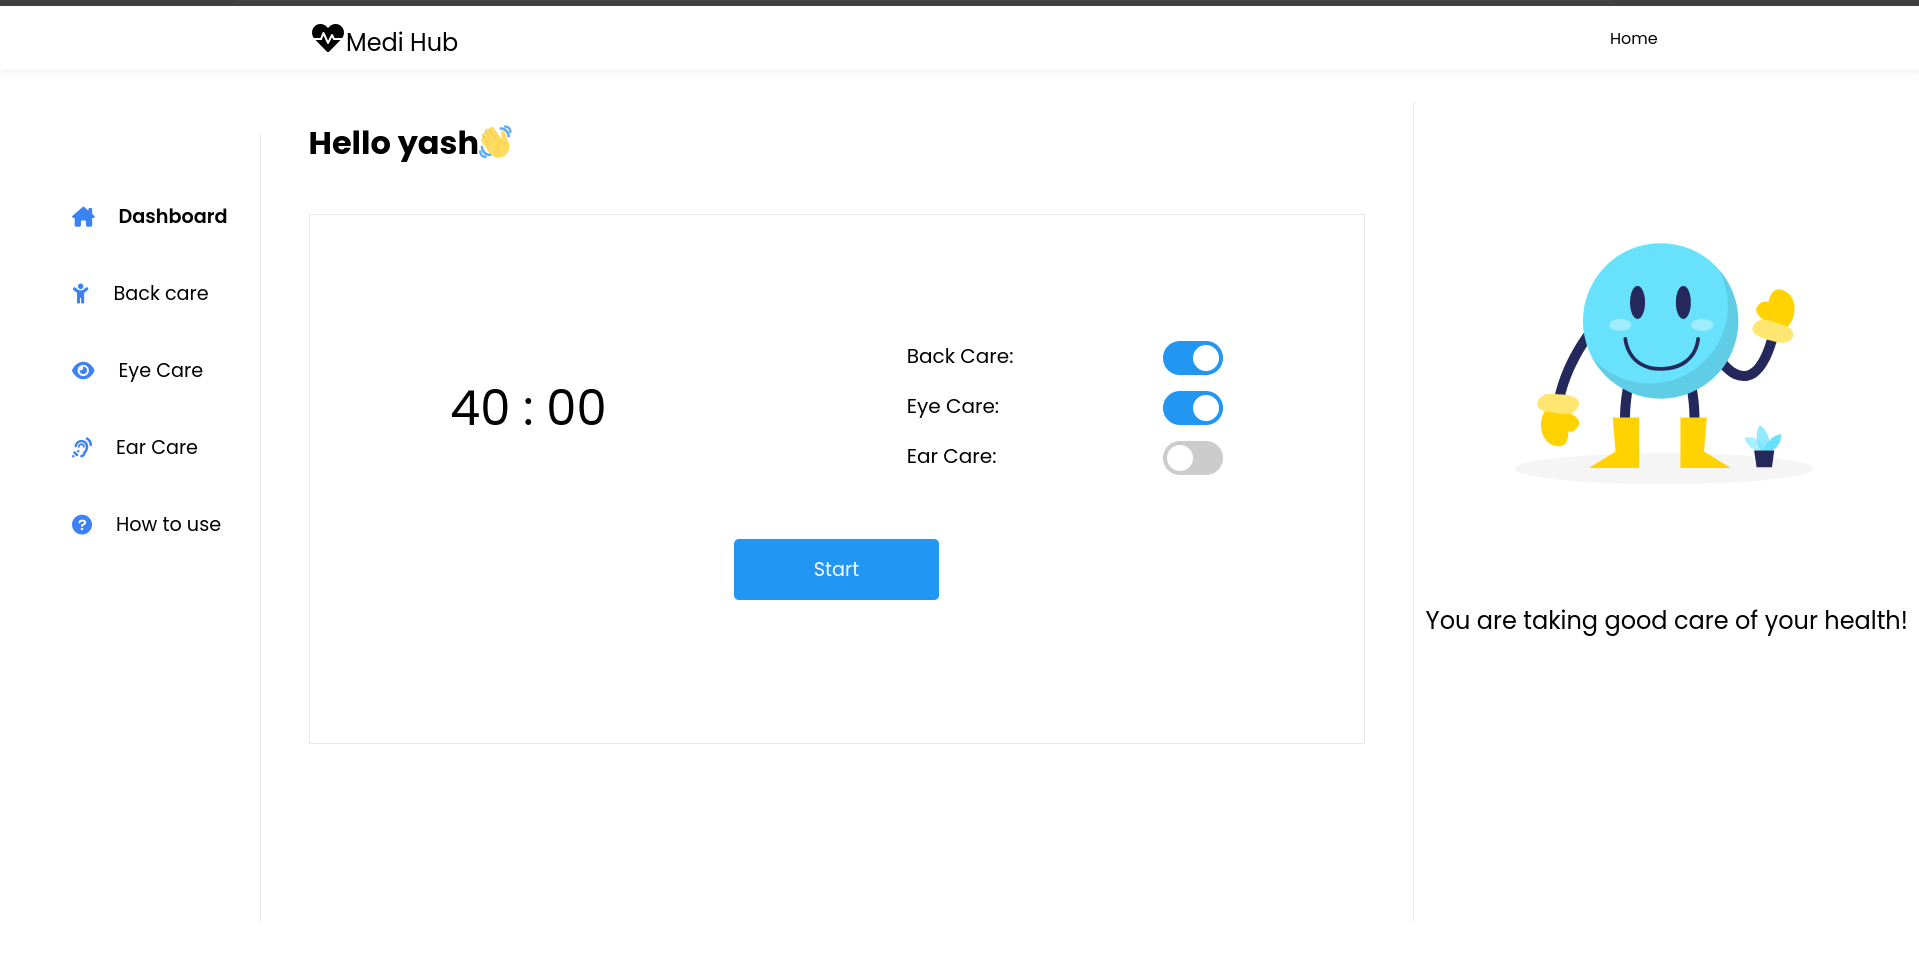 Medi Hub
Home
Hello yash👋
Dashboard
Back care
Eye Care
Ear Care
How to use
40 : 00
Back Care:
Eye Care:
Ear Care:
Start
You are taking good care of your health!